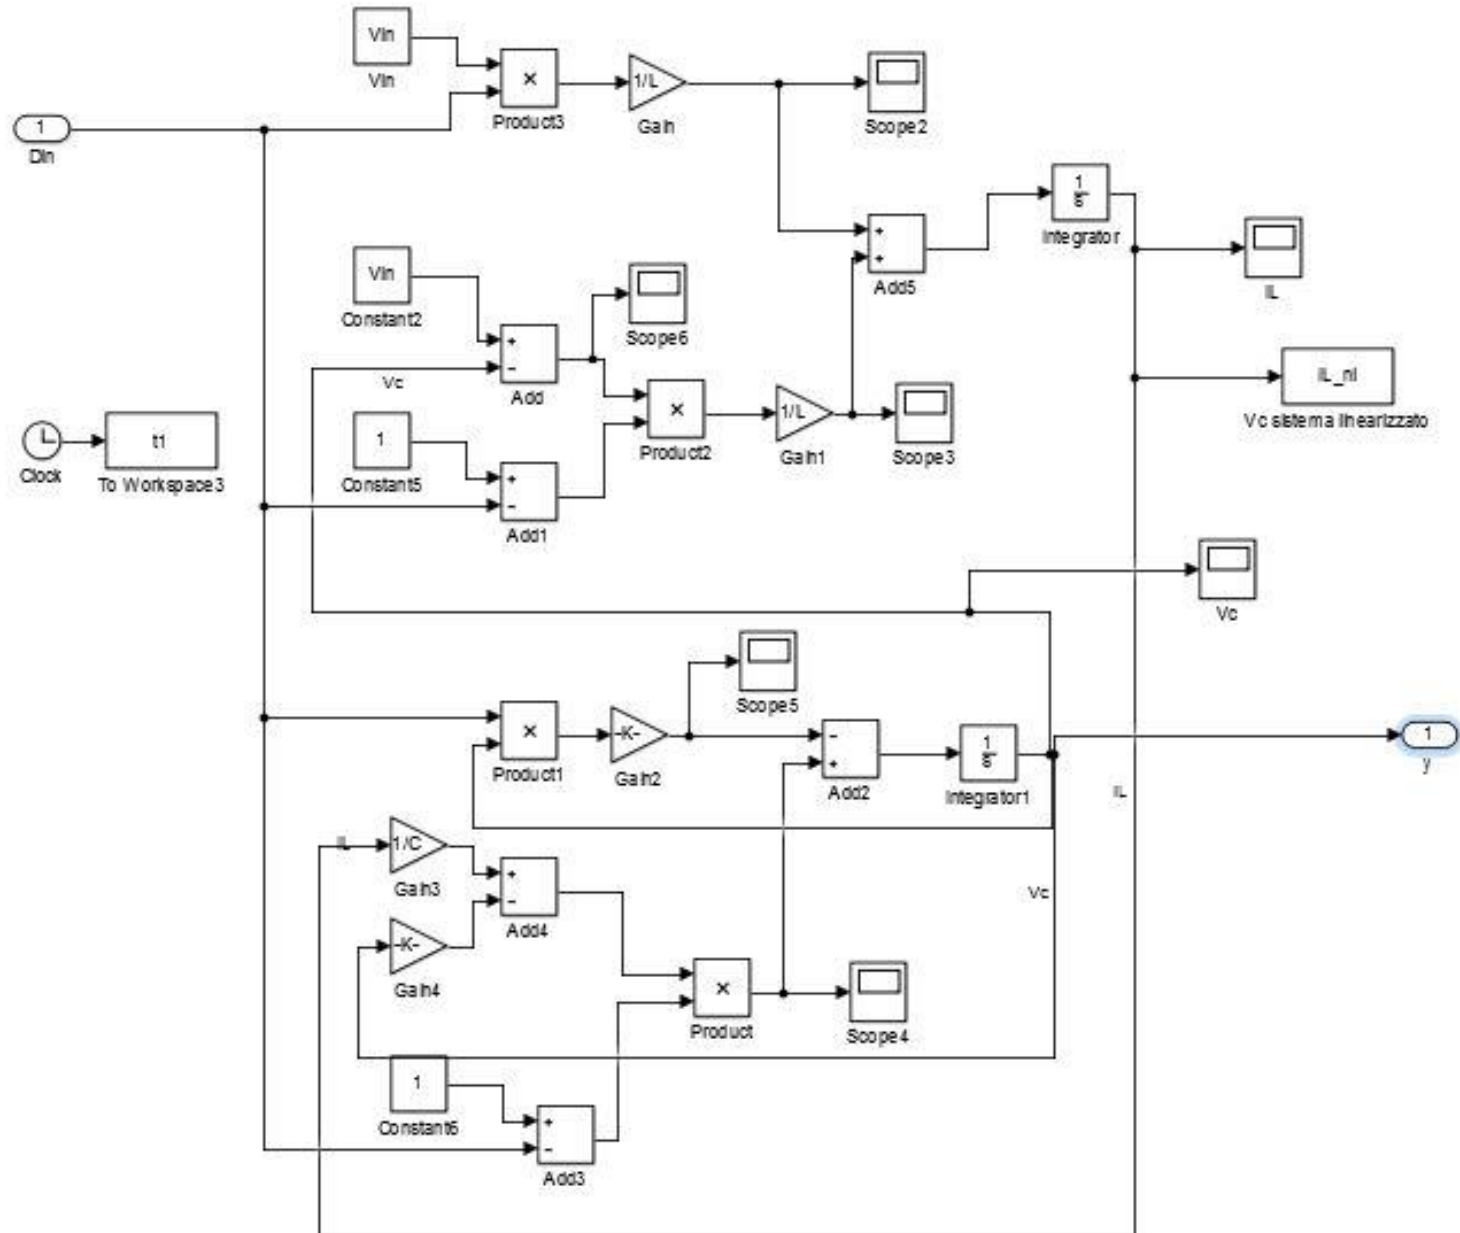 Vin
Vin
×
Product3
1/L
Gain
Scope2
1
Din
1
s
Integrator
+
+
Add5
IL
Vin
Constant2
Scope6
+
-
Add
Vc
×
Product2
1/L
Gain1
Scope3
IL_nl
Vc sistema linearizzato
Clock
t1
To Workspace3
1
Constant5
+
-
Add1
Vc
Scope5
×
Product1
-K-
Gain2
-
+
Add2
1
s
Integrator1
1
y
IL
IL
1/C
Gain3
+
-
Add4
Vc
-K-
Gain4
×
Product
Scope4
1
Constant6
+
-
Add3